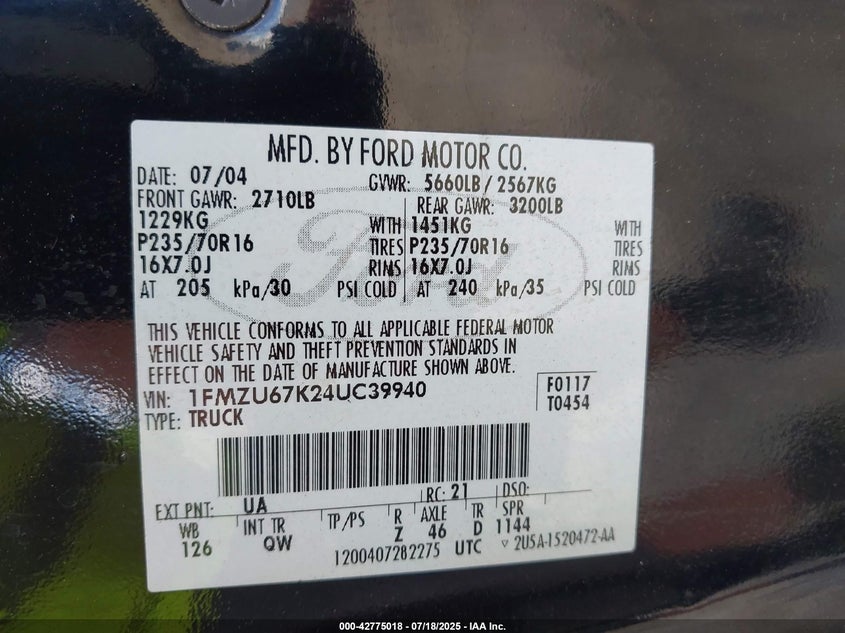 MFD. BY FORD MOTOR CO.
DATE: 07/04 GVWR: 5660LB / 2567KG
FRONT GAWR: 2710LB REAR GAWR: 3200LB
1229KG WITH 1451KG WITH
P235/70R16 TIRES P235/70R16 TIRES
16X7.0J RIMS 16X7.0J RIMS
AT 205 kPa/30 PSI COLD AT 240 kPa/35 PSI COLD
Ford
THIS VEHICLE CONFORMS TO ALL APPLICABLE FEDERAL MOTOR
VEHICLE SAFETY AND THEFT PREVENTION STANDARDS IN
EFFECT ON THE DATE OF MANUFACTURE SHOWN ABOVE.
VIN: 1FMZU67K24UC39940 F0117
TYPE: TRUCK T0454
EXT PNT: UA RC: 21 DSO:
WB INT TR TP/PS R AXLE TR SPR
126 QW Z 46 D 1144
1200407282275 UTC ▽ 2U5A-1520472-AA
000-42775018 - 07/18/2025 - IAA Inc.